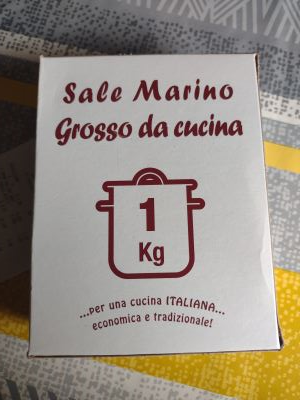 Sale Marino
Grosso da cucina
1
Kg
...per una cucina ITALIANA...
economica e tradizionale!